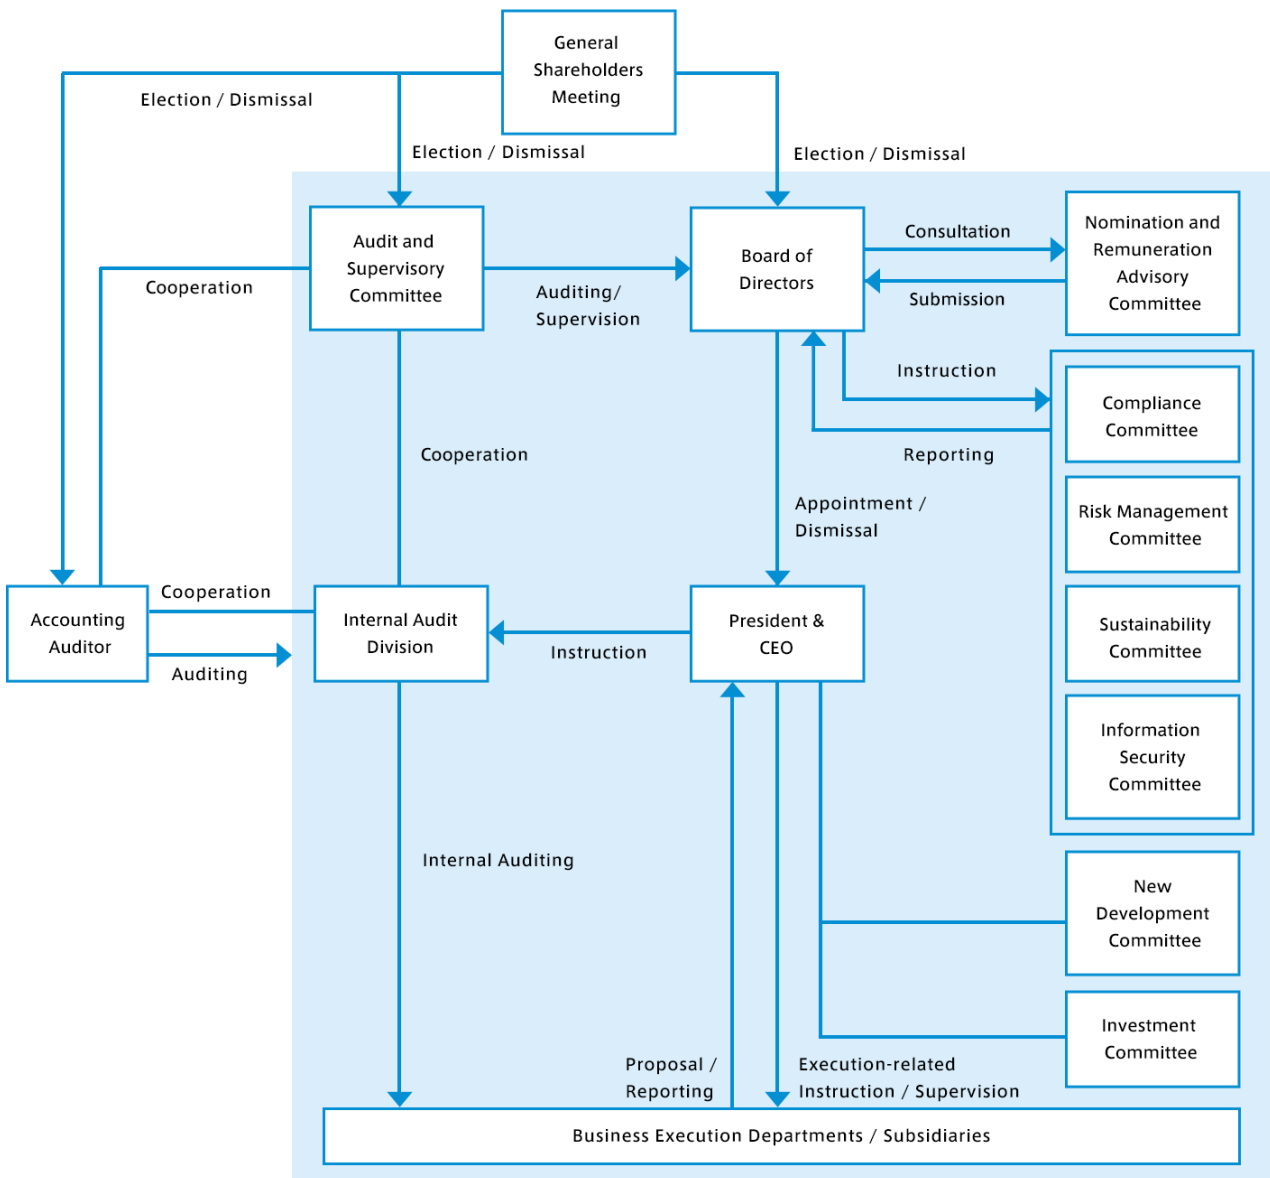 General
Shareholders
Meeting
Election / Dismissal
Election / Dismissal
Election / Dismissal
Audit and
Supervisory
Committee
Board of
Directors
Consultation
Submission
Nomination and
Remuneration
Advisory
Committee
Cooperation
Auditing/
Supervision
Instruction
Reporting
Compliance
Committee
Cooperation
Appointment /
Dismissal
Risk Management
Committee
Accounting
Auditor
Cooperation
Auditing
Internal Audit
Division
Instruction
President &
CEO
Sustainability
Committee
Information
Security
Committee
Internal Auditing
New
Development
Committee
Investment
Committee
Proposal /
Reporting
Execution-related
Instruction / Supervision
Business Execution Departments / Subsidiaries